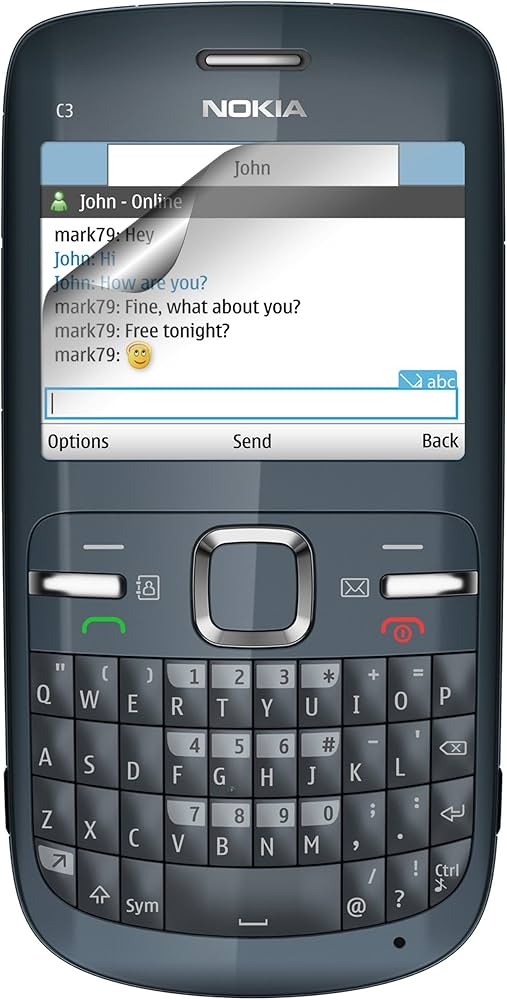 C3
NOKIA
John
John - Online
mark79: Hey
John: Hi
John: How are you?
mark79: Fine, what about you?
mark79: Free tonight?
mark79:
abc
Options Send Back
" ( ) 1 2 3 * + =
Q W E R T Y U I O P
4 5 6 # - '
A S D F G H J K L
7 8 9 0 ; :
Z X C V B N M , .
/ ! Ctrl
Sym @ ?